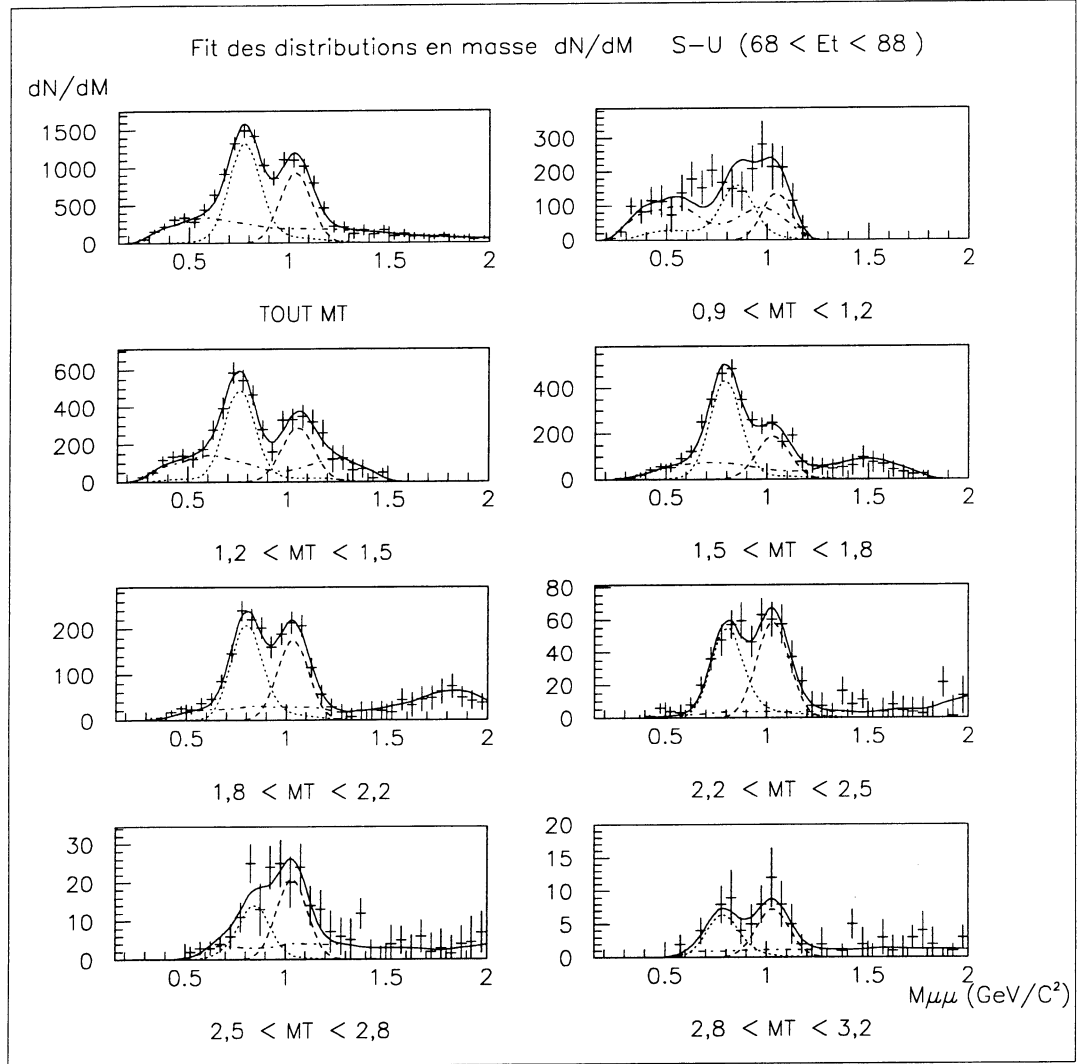 Fit des distributions en masse dN/dM S-U (68 < Et < 88 )
dN/dM
1500
1000
500
0
0.5 1 1.5 2
TOUT MT
300
200
100
0
0.5 1 1.5 2
0,9 < MT < 1,2
600
400
200
0
0.5 1 1.5 2
1,2 < MT < 1,5
400
200
0
0.5 1 1.5 2
1,5 < MT < 1,8
200
100
0
0.5 1 1.5 2
1,8 < MT < 2,2
80
60
40
20
0
0.5 1 1.5 2
2,2 < MT < 2,5
30
20
10
0
0.5 1 1.5 2
2,5 < MT < 2,8
20
15
10
5
0
0.5 1 1.5 2
Mμμ (GeV/C²)
2,8 < MT < 3,2